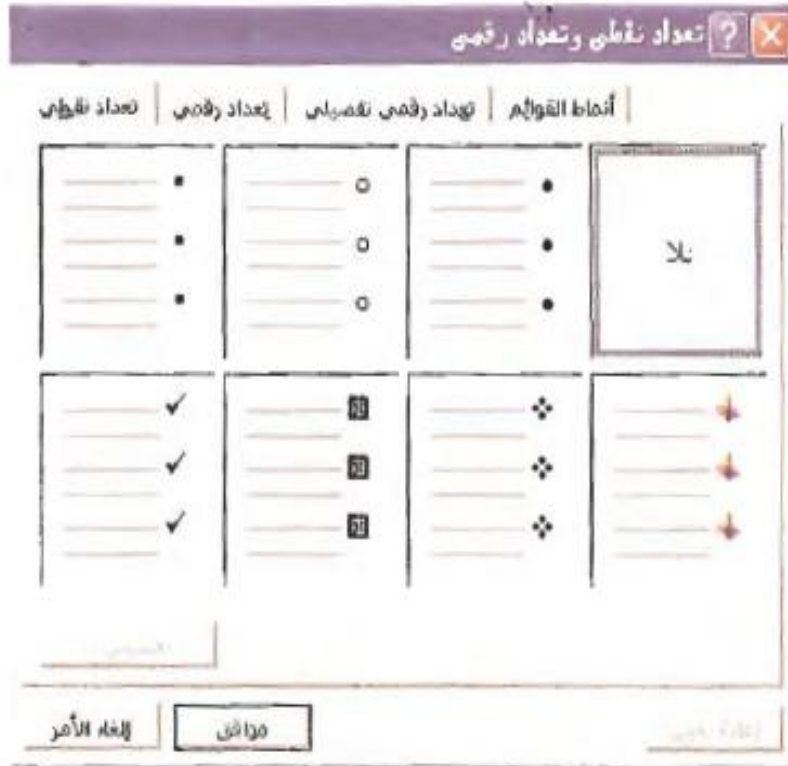 تعداد نقطي وتعداد رقمي
أنماط القوائم تعداد رقمي تفصيلي تعداد رقمي تعداد نقطي
بلا
موافق إلغاء الأمر